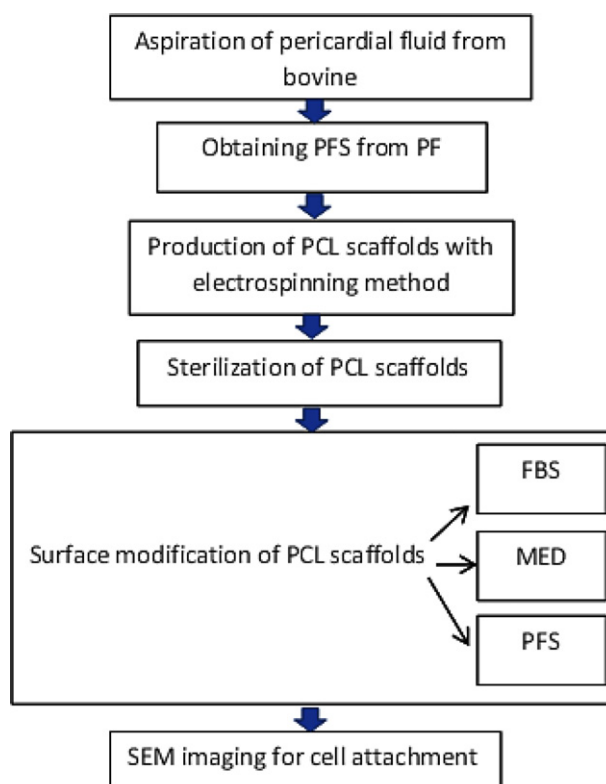 Aspiration of pericardial fluid from
bovine
Obtaining PFS from PF
Production of PCL scaffolds with
electrospinning method
Sterilization of PCL scaffolds
Surface modification of PCL scaffolds
FBS
MED
PFS
SEM imaging for cell attachment